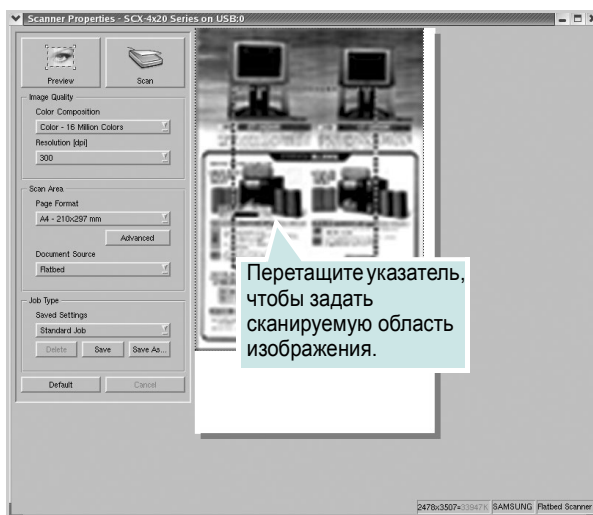 Scanner Properties - SCX-4x20 Series on USB:0
Preview
Scan
Image Quality
Color Composition
Color - 16 Million Colors
Resolution [dpi]
300
Scan Area
Page Format
A4 - 210x297 mm
Advanced
Document Source
Flatbed
Job Type
Saved Settings
Standard Job
Delete Save Save As...
Default Cancel
Перетащите указатель,
чтобы задать
сканируемую область
изображения.
2478x3507=33947K SAMSUNG Flatbed Scanner